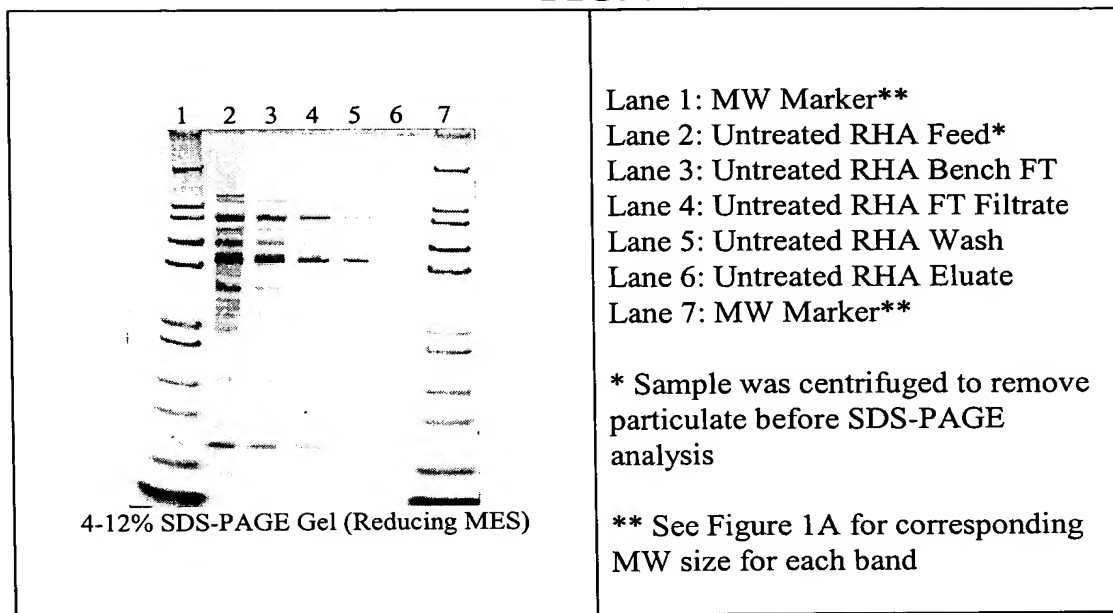 1 2 3 4 5 6 7
4-12% SDS-PAGE Gel (Reducing MES)
Lane 1: MW Marker**
Lane 2: Untreated RHA Feed*
Lane 3: Untreated RHA Bench FT
Lane 4: Untreated RHA FT Filtrate
Lane 5: Untreated RHA Wash
Lane 6: Untreated RHA Eluate
Lane 7: MW Marker**
* Sample was centrifuged to remove
particulate before SDS-PAGE
analysis
** See Figure 1A for corresponding
MW size for each band